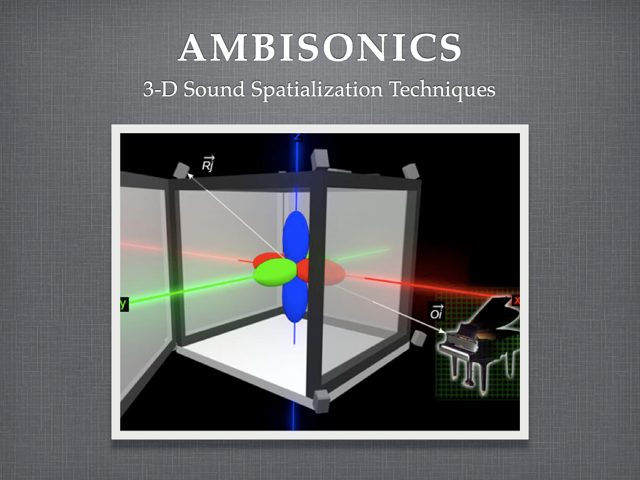 AMBISONICS
3-D Sound Spatialization Techniques
z
Rj
y
x
Oi